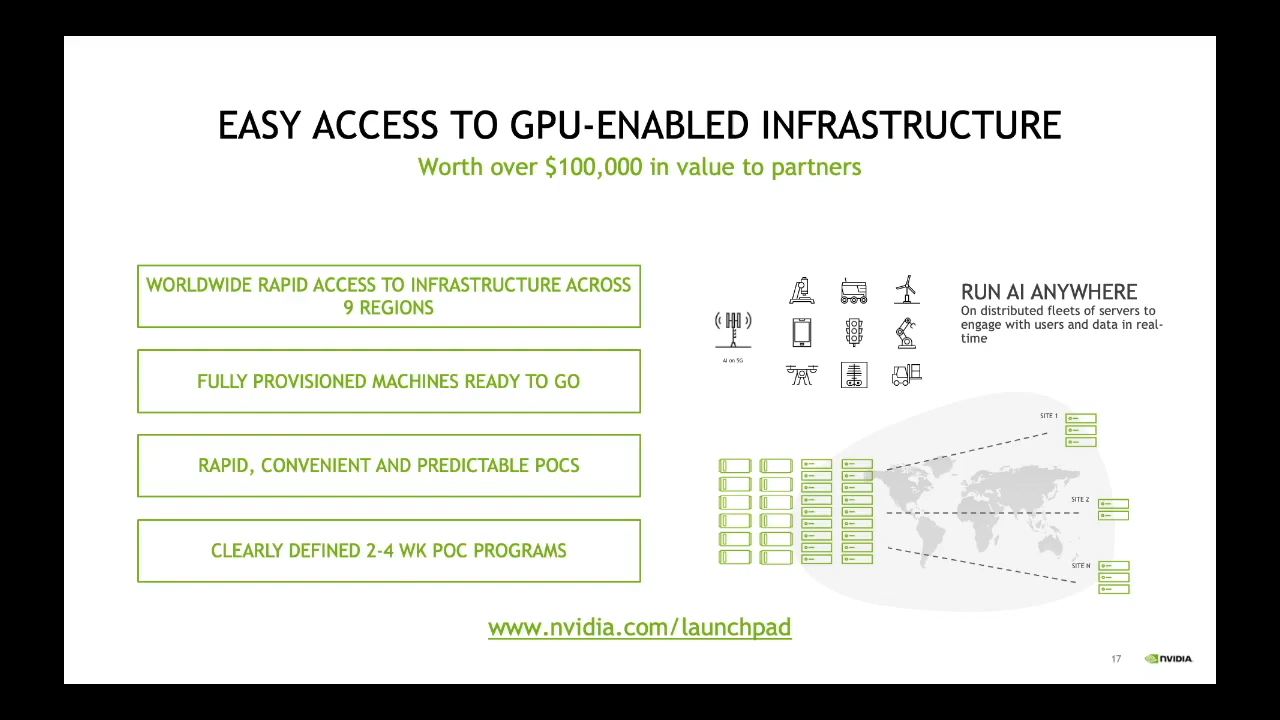 EASY ACCESS TO GPU-ENABLED INFRASTRUCTURE
Worth over $100,000 in value to partners
WORLDWIDE RAPID ACCESS TO INFRASTRUCTURE ACROSS
9 REGIONS
FULLY PROVISIONED MACHINES READY TO GO
RAPID, CONVENIENT AND PREDICTABLE POCS
CLEARLY DEFINED 2-4 WK POC PROGRAMS
AI on 5G
RUN AI ANYWHERE
On distributed fleets of servers to
engage with users and data in real-
time
SITE 1
SITE 2
SITE N
www.nvidia.com/launchpad
17
NVIDIA.